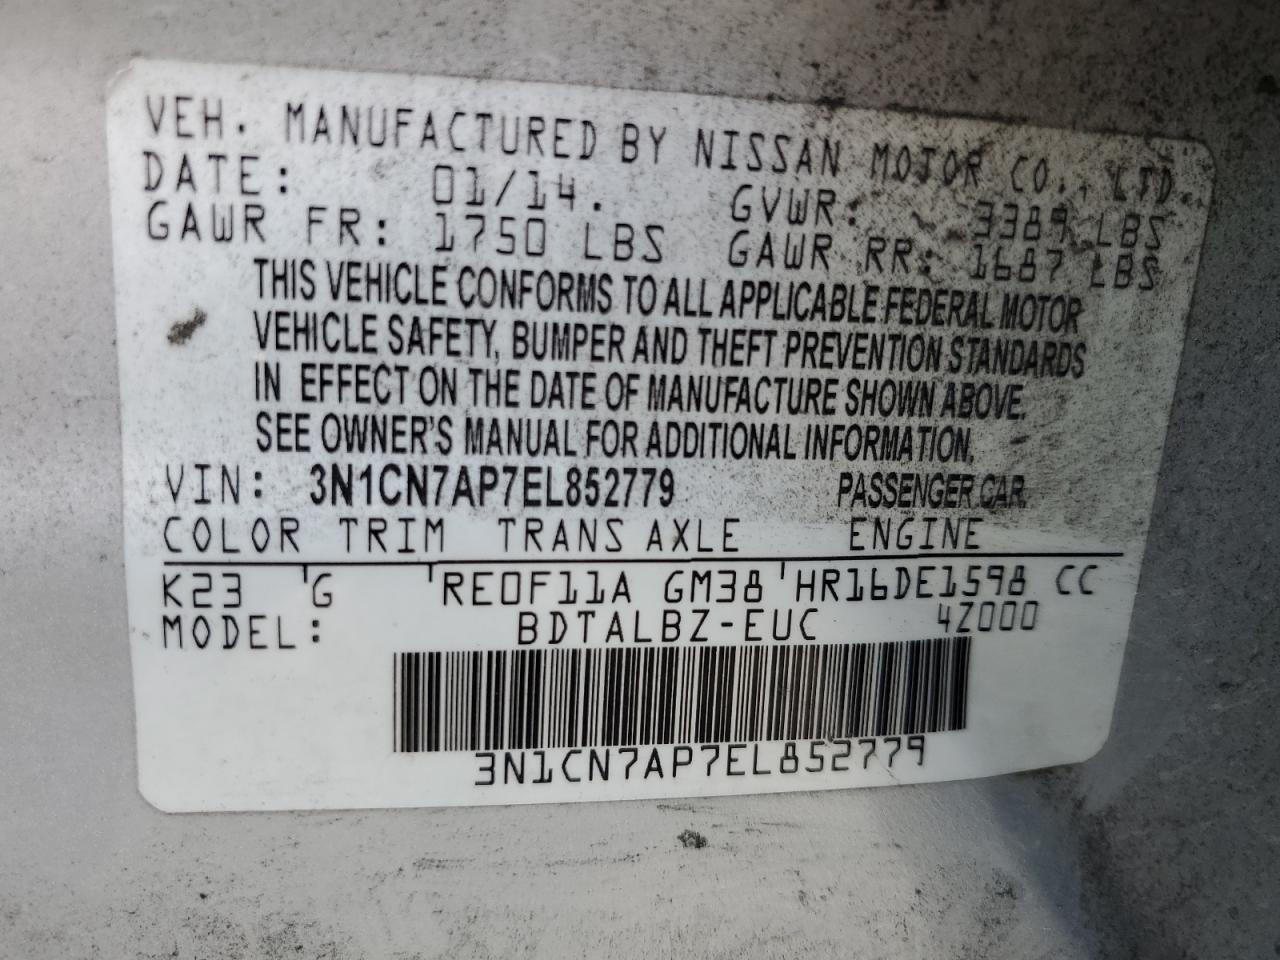 VEH. MANUFACTURED BY NISSAN MOTOR CO., LTD.
DATE: 01/14. GVWR: 3389 LBS
GAWR FR: 1750 LBS GAWR RR: 1687 LBS
THIS VEHICLE CONFORMS TO ALL APPLICABLE FEDERAL MOTOR
VEHICLE SAFETY, BUMPER AND THEFT PREVENTION STANDARDS
IN EFFECT ON THE DATE OF MANUFACTURE SHOWN ABOVE.
SEE OWNER'S MANUAL FOR ADDITIONAL INFORMATION.
VIN: 3N1CN7AP7EL852779 PASSENGER CAR
COLOR TRIM TRANS AXLE ENGINE
K23 'G 'RE0F11A GM38 'HR16DE1598 CC
MODEL: BDTALBZ-EUC 4Z000
3N1CN7AP7EL852779